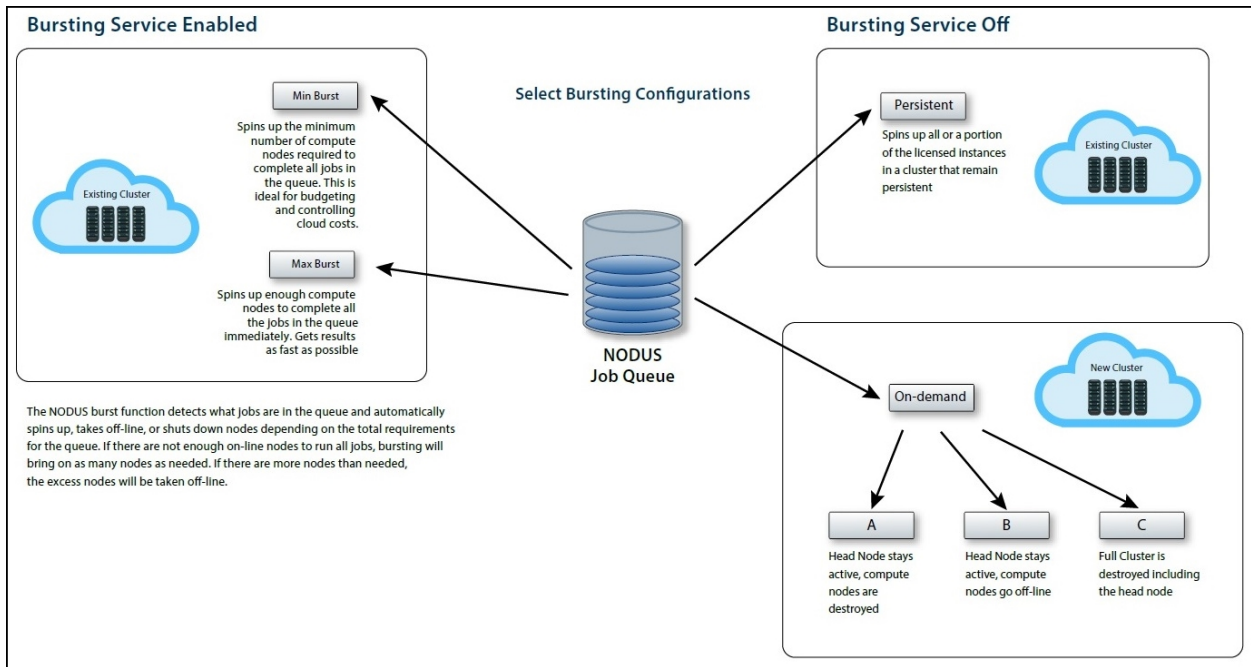 Bursting Service Enabled
Min Burst
Spins up the minimum
number of compute
nodes required to
complete all jobs in
the queue. This is
ideal for budgeting
and controlling
cloud costs.
Existing Cluster
Max Burst
Spins up enough compute
nodes to complete all
the jobs in the queue
immediately. Gets results
as fast as possible
The NODUS burst function detects what jobs are in the queue and automatically
spins up, takes off-line, or shuts down nodes depending on the total requirements
for the queue. If there are not enough on-line nodes to run all jobs, bursting will
bring on as many nodes as needed. If there are more nodes than needed,
the excess nodes will be taken off-line.
Select Bursting Configurations
NODUS
Job Queue
Bursting Service Off
Persistent
Spins up all or a portion
of the licensed instances
in a cluster that remain
persistent
Existing Cluster
New Cluster
On-demand
A
Head Node stays
active, compute
nodes are
destroyed
B
Head Node stays
active, compute
nodes go off-line
C
Full Cluster is
destroyed including
the head node